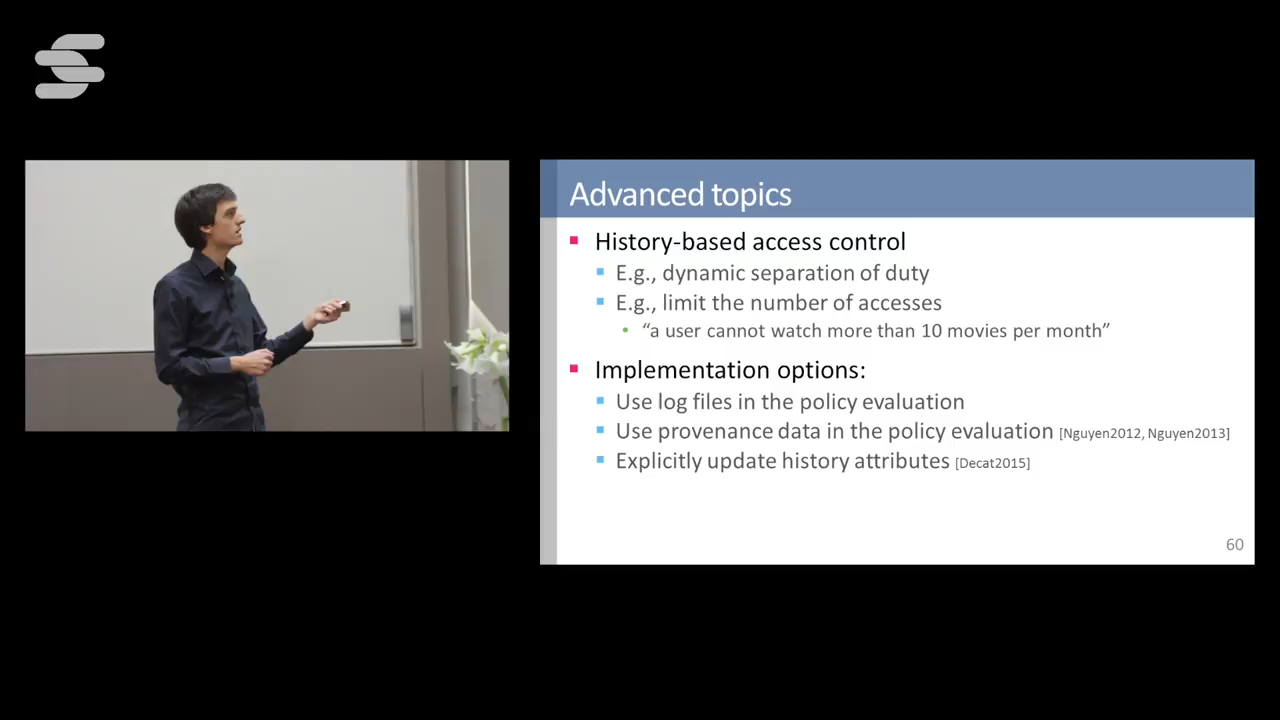 Advanced topics
History-based access control
E.g., dynamic separation of duty
E.g., limit the number of accesses
“a user cannot watch more than 10 movies per month”
Implementation options:
Use log files in the policy evaluation
Use provenance data in the policy evaluation [Nguyen2012, Nguyen2013]
Explicitly update history attributes [Decat2015]
60